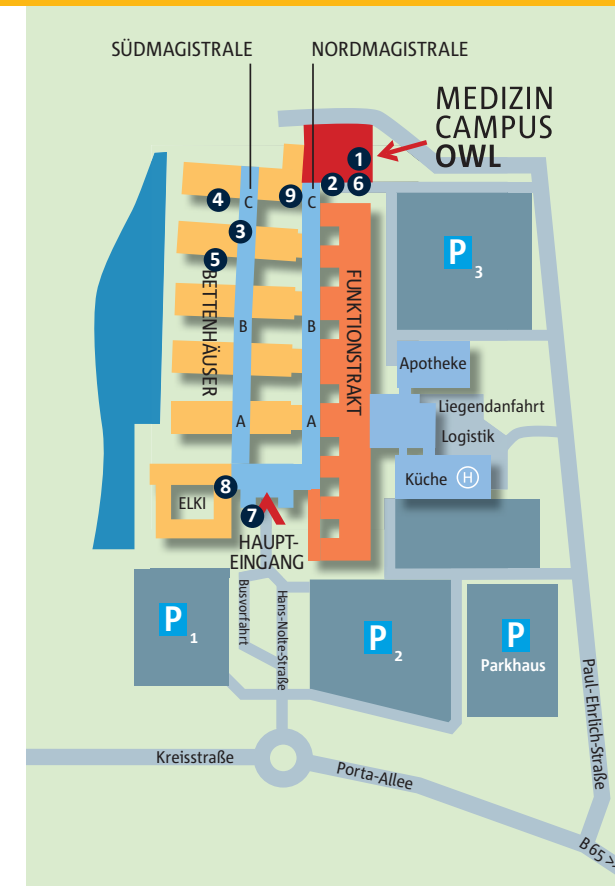 SÜDMAGISTRALE
NORDMAGISTRALE
MEDIZIN
CAMPUS
OWL
1
2
6
4
C
9
C
3
5
P
3
BETTENHÄUSER
FUNKTIONSTRAKT
B
B
Apotheke
Liegendanfahrt
A
A
Logistik
8
Küche
H
ELKI
7
HAUPT-
EINGANG
Busvorfahrt
Hans-Nolte-Straße
P
1
P
2
P
Parkhaus
Paul-Ehrlich-Straße
Kreisstraße
Porta-Allee
B 65 >>